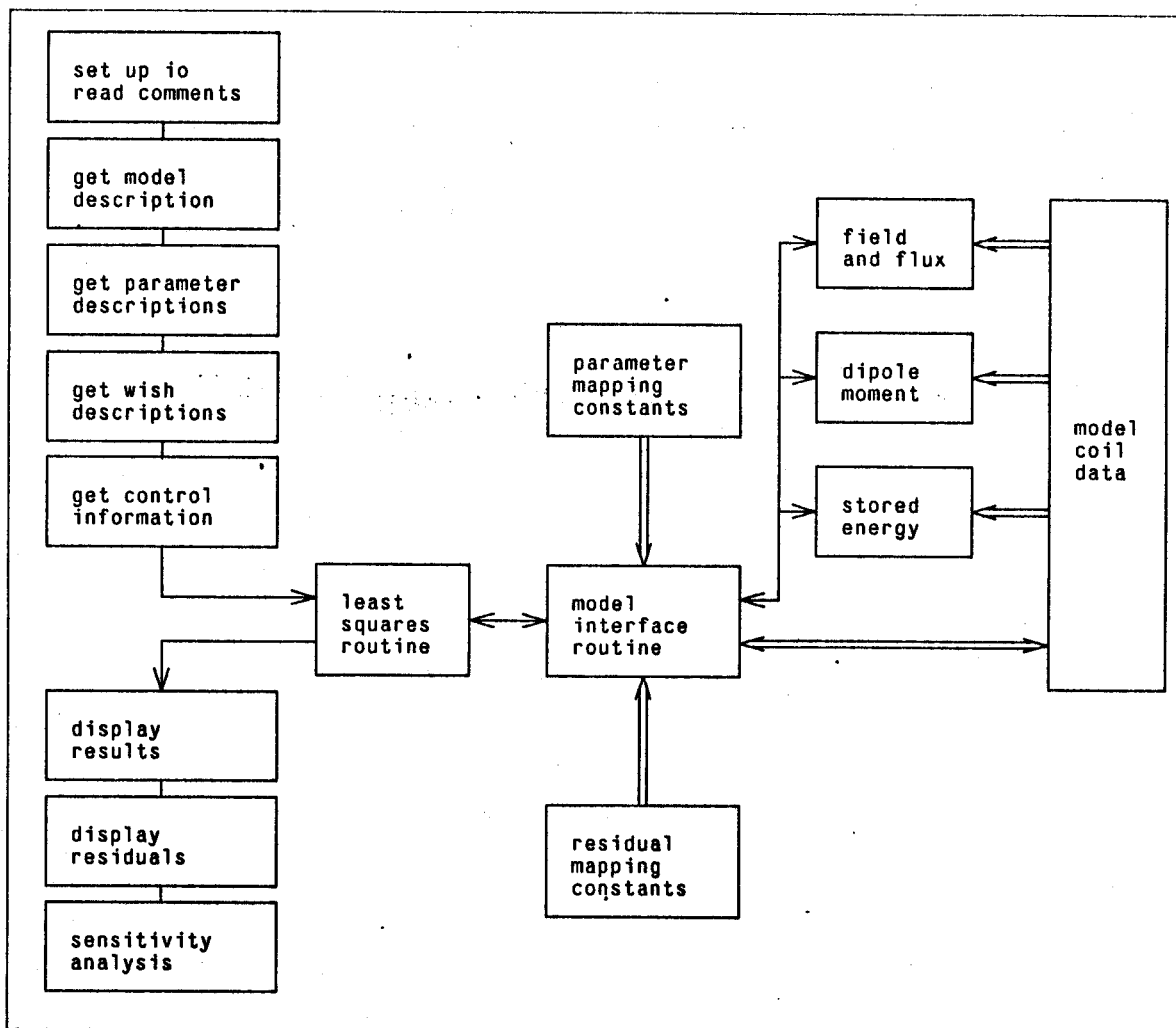 set up io
read comments
get model
description
get parameter
descriptions
get wish
descriptions
get control
information
least
squares
routine
display
results
display
residuals
sensitivity
analysis
parameter
mapping
constants
model
interface
routine
residual
mapping
constants
field
and flux
dipole
moment
stored
energy
model
coil
data